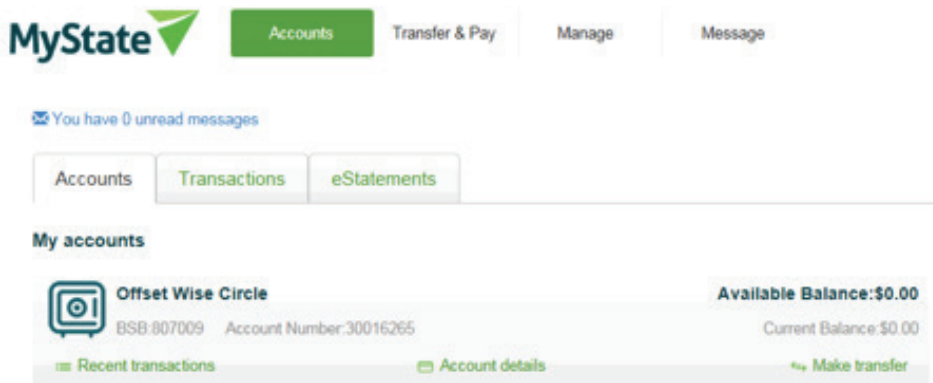 MyState Accounts Transfer & Pay Manage Message
You have 0 unread messages
Accounts Transactions eStatements
My accounts
Offset Wise Circle Available Balance:$0.00
BSB:807009 Account Number:30016265 Current Balance:$0.00
Recent transactions Account details Make transfer